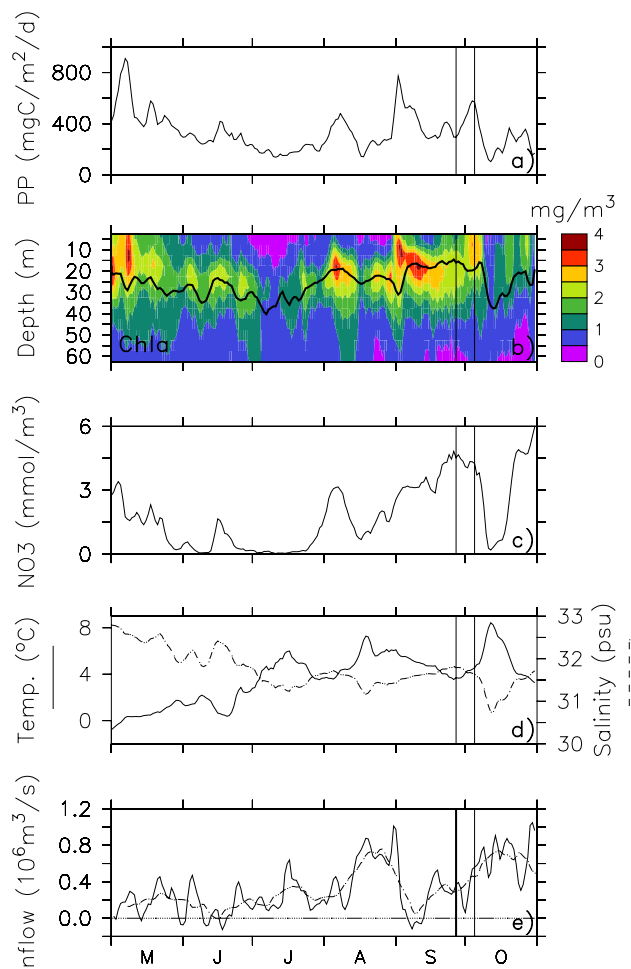 PP (mgC/m²/d)
800
400
0
a)
mg/m³
Depth (m)
10
20
30
40
50
60
Chla
b)
4
3
2
1
0
NO3 (mmol/m³)
6
3
0
c)
Temp. (°C)
8
4
0
33
32
31
30
Salinity (psu)
d)
nflow (10⁶m³/s)
1.2
0.8
0.4
0.0
e)
M J J A S O